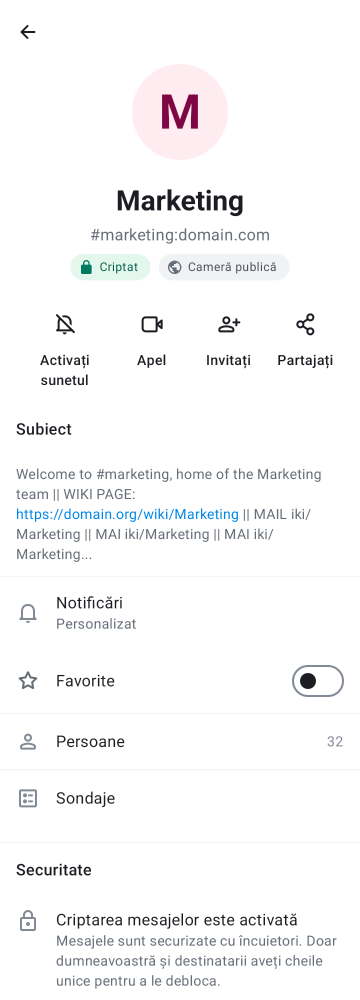 M
Marketing
#marketing:domain.com
Criptat
Cameră publică
Activați
sunetul
Apel
Invitați
Partajați
Subiect
Welcome to #marketing, home of the Marketing
team || WIKI PAGE:
https://domain.org/wiki/Marketing || MAIL iki/
Marketing || MAI iki/Marketing || MAI iki/
Marketing...
Notificări
Personalizat
Favorite
Persoane
32
Sondaje
Securitate
Criptarea mesajelor este activată
Mesajele sunt securizate cu încuietori. Doar
dumneavoastră și destinatarii aveți cheile
unice pentru a le debloca.